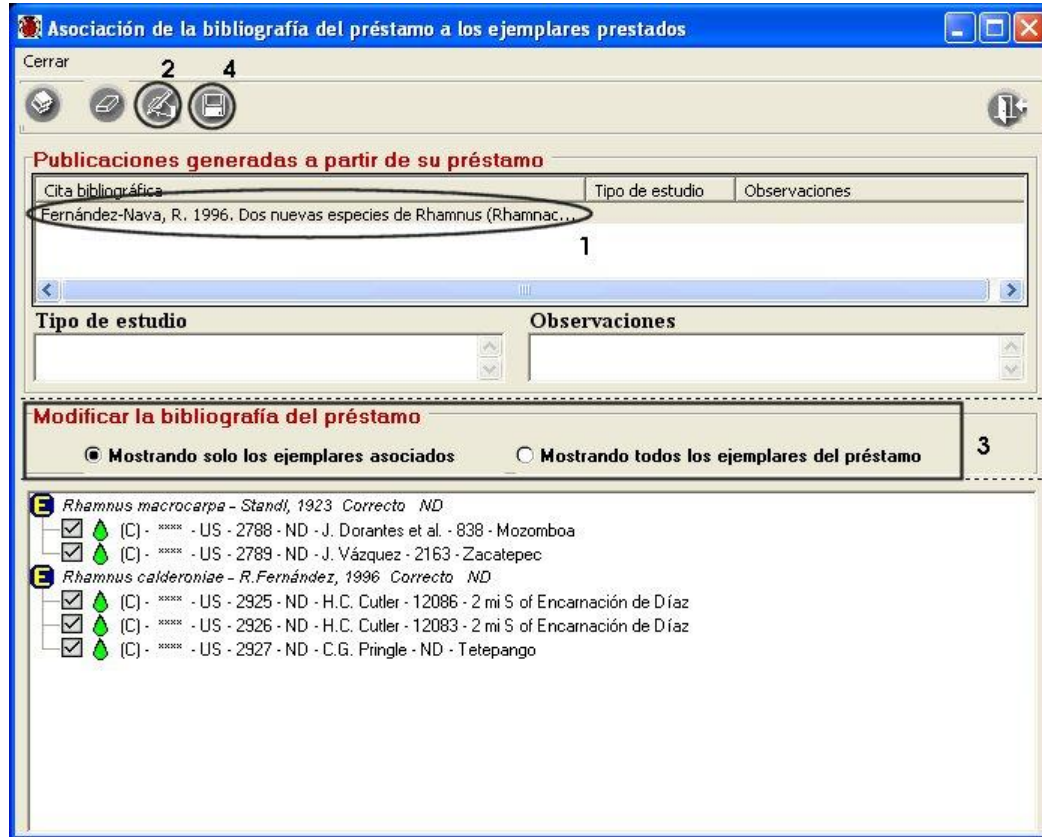 Asociación de la bibliografía del préstamo a los ejemplares prestados
Cerrar
2 4
Publicaciones generadas a partir de su préstamo
Cita bibliográfica Tipo de estudio Observaciones
Fernández-Nava, R. 1996. Dos nuevas especies de Rhamnus (Rhamnac...
1
Tipo de estudio Observaciones
Modificar la bibliografía del préstamo
Mostrando solo los ejemplares asociados Mostrando todos los ejemplares del préstamo 3
E Rhamnus macrocarpa - Standl, 1923 Correcto ND
(C) - **** - US - 2788 - ND - J. Dorantes et al. - 838 - Mozomboa
(C) - **** - US - 2789 - ND - J. Vázquez - 2163 - Zacatepec
E Rhamnus calderoniae - R.Fernández, 1996 Correcto ND
(C) - **** - US - 2925 - ND - H.C. Cutler - 12086 - 2 mi S of Encarnación de Díaz
(C) - **** - US - 2926 - ND - H.C. Cutler - 12083 - 2 mi S of Encarnación de Díaz
(C) - **** - US - 2927 - ND - C.G. Pringle - ND - Tetepango